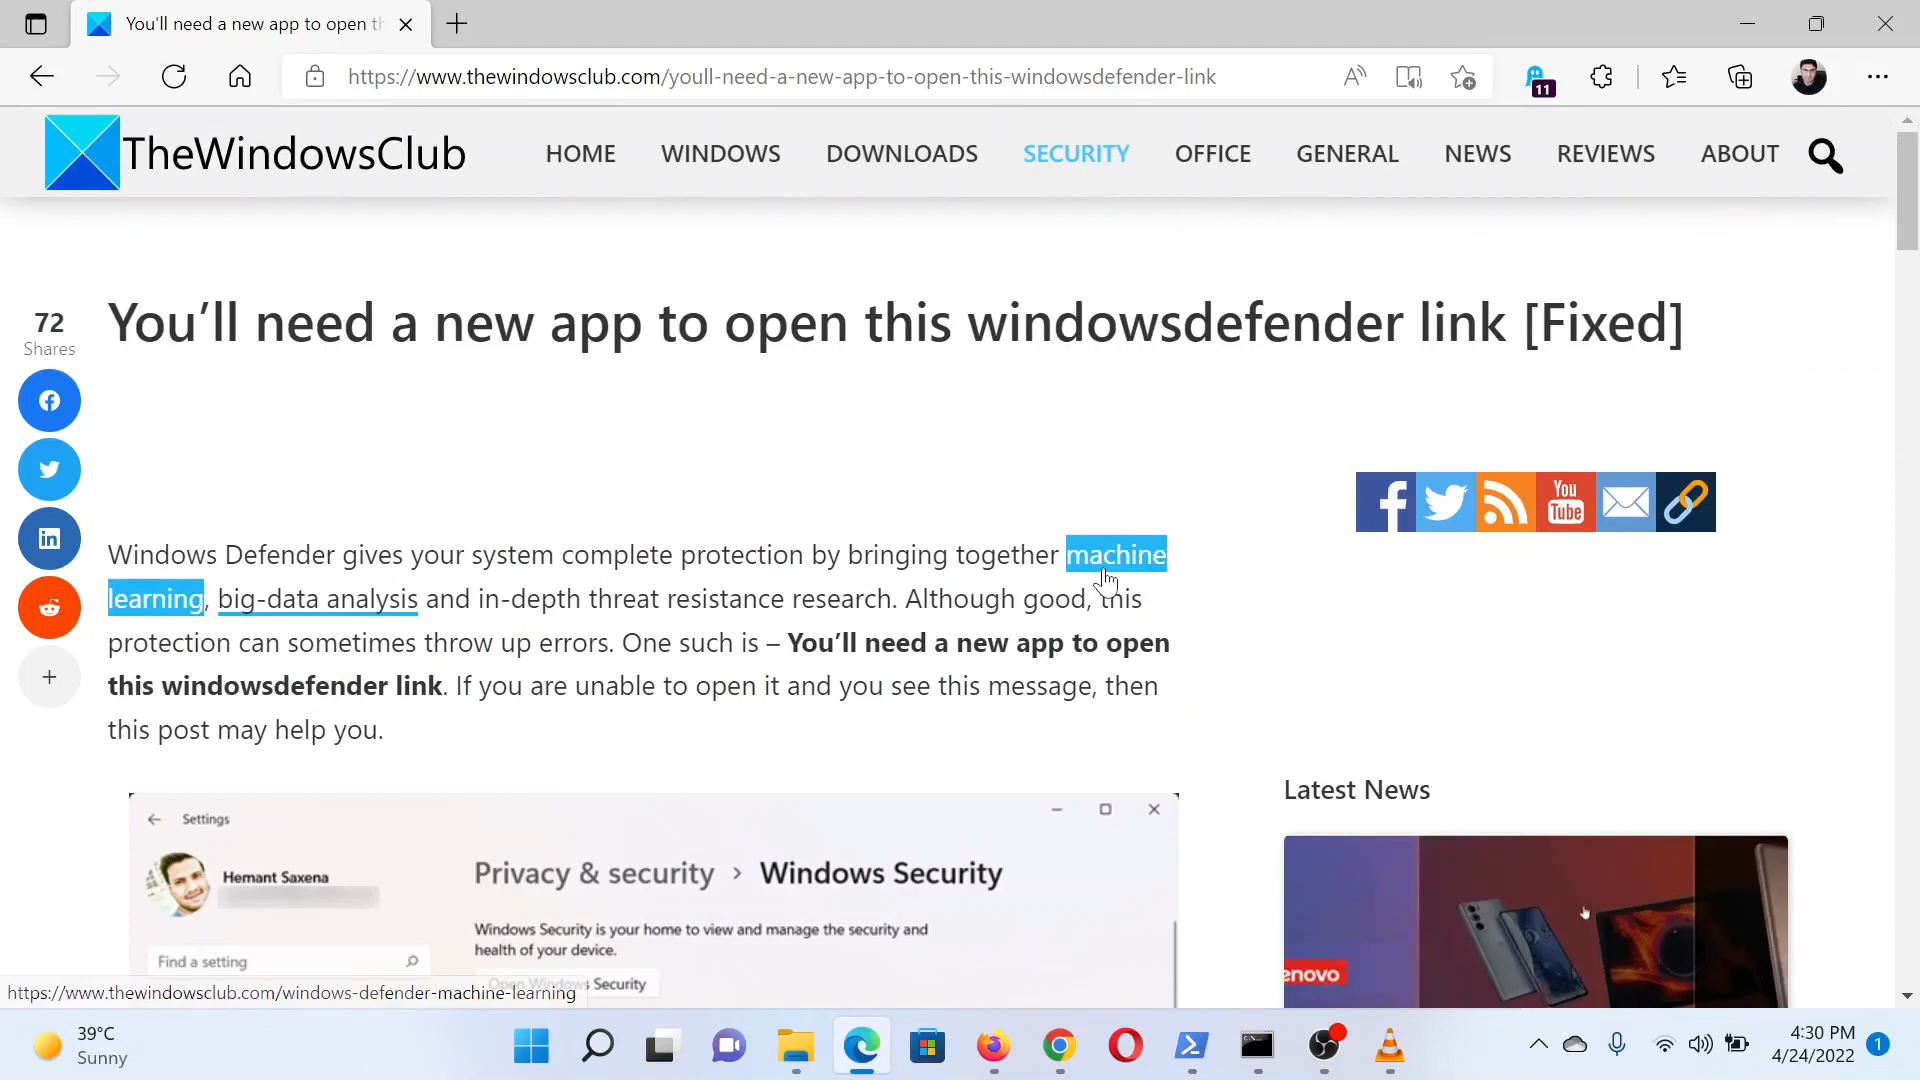 You'll need a new app to open th
https://www.thewindowsclub.com/youll-need-a-new-app-to-open-this-windowsdefender-link
11
TheWindowsClub
HOME WINDOWS DOWNLOADS SECURITY OFFICE GENERAL NEWS REVIEWS ABOUT
You’ll need a new app to open this windowsdefender link [Fixed]
72
Shares
You
Tube
Windows Defender gives your system complete protection by bringing together machine
learning, big-data analysis and in-depth threat resistance research. Although good, this
protection can sometimes throw up errors. One such is – You’ll need a new app to open
this windowsdefender link. If you are unable to open it and you see this message, then
this post may help you.
Settings
Hemant Saxena
Privacy & security › Windows Security
Windows Security is your home to view and manage the security and
health of your device.
Find a setting
Open Windows Security
Latest News
enovo
https://www.thewindowsclub.com/windows-defender-machine-learning
39°C
Sunny
4:30 PM
4/24/2022
1